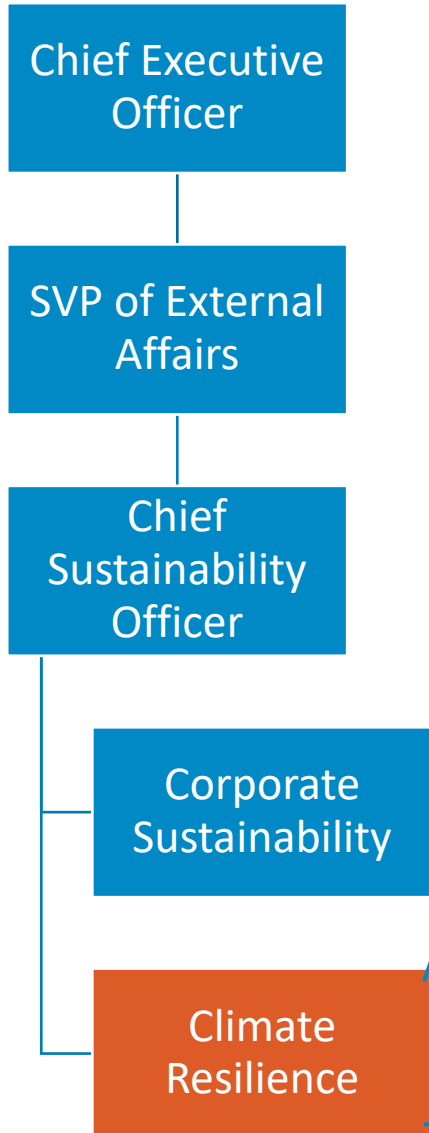 Chief Executive
Officer
SVP of External
Affairs
Chief
Sustainability
Officer
Corporate
Sustainability
Climate
Resilience